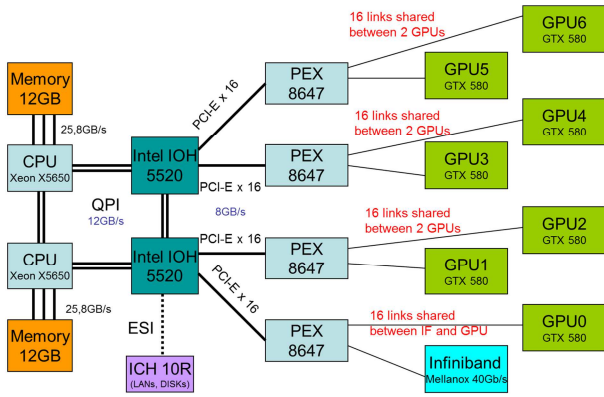 16 links shared
between 2 GPUs
GPU6
GTX 580
Memory
12GB
PEX
8647
GPU5
GTX 580
PCI-E x 16
25,8GB/s
16 links shared
between 2 GPUs
GPU4
GTX 580
CPU
Xeon X5650
Intel IOH
5520
PEX
8647
GPU3
GTX 580
PCI-E x 16
QPI
12GB/s
8GB/s
16 links shared
between 2 GPUs
GPU2
GTX 580
PCI-E x 16
CPU
Xeon X5650
Intel IOH
5520
PEX
8647
GPU1
GTX 580
PCI-E x 16
25,8GB/s
16 links shared
between IF and GPU
GPU0
GTX 580
ESI
Memory
12GB
PEX
8647
ICH 10R
(LANs, DISKs)
Infiniband
Mellanox 40Gb/s